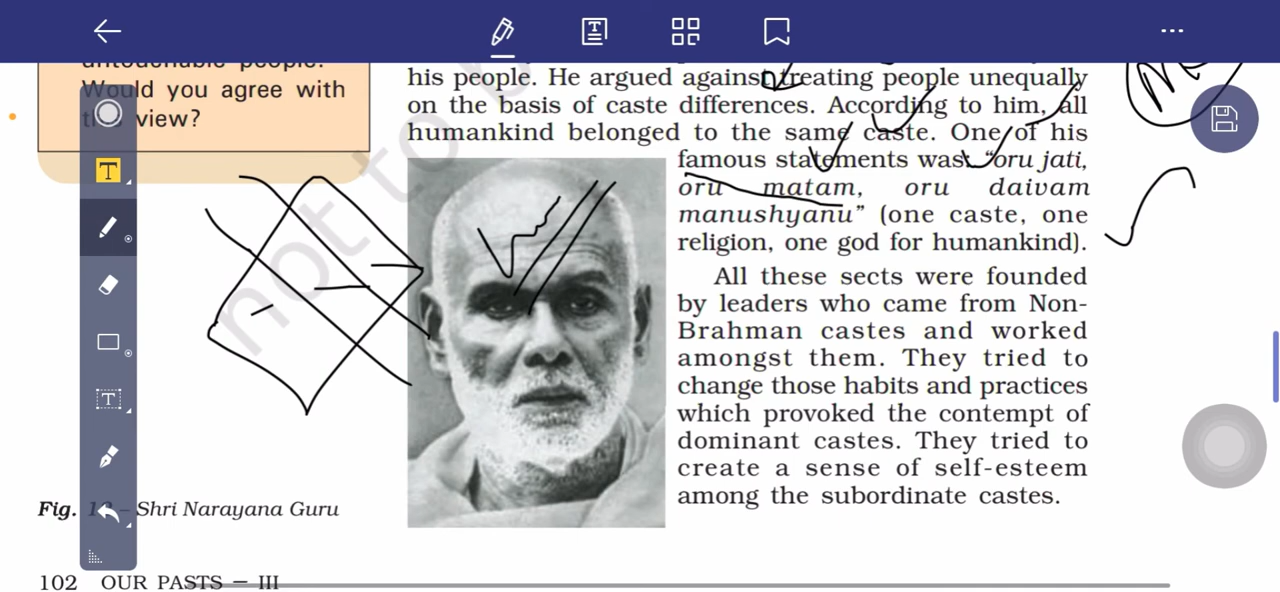 untouchable people.
Would you agree with
view?
his people. He argued against treating people unequally
on the basis of caste differences. According to him, all
humankind belonged to the same caste. One of his
famous statements was: “oru jati,
oru matam, oru daivam
manushyanu” (one caste, one
religion, one god for humankind).
All these sects were founded
by leaders who came from Non-
Brahman castes and worked
amongst them. They tried to
change those habits and practices
which provoked the contempt of
dominant castes. They tried to
create a sense of self-esteem
among the subordinate castes.
not to b
Fig. – Shri Narayana Guru
102 OUR PASTS – III
T
T
T